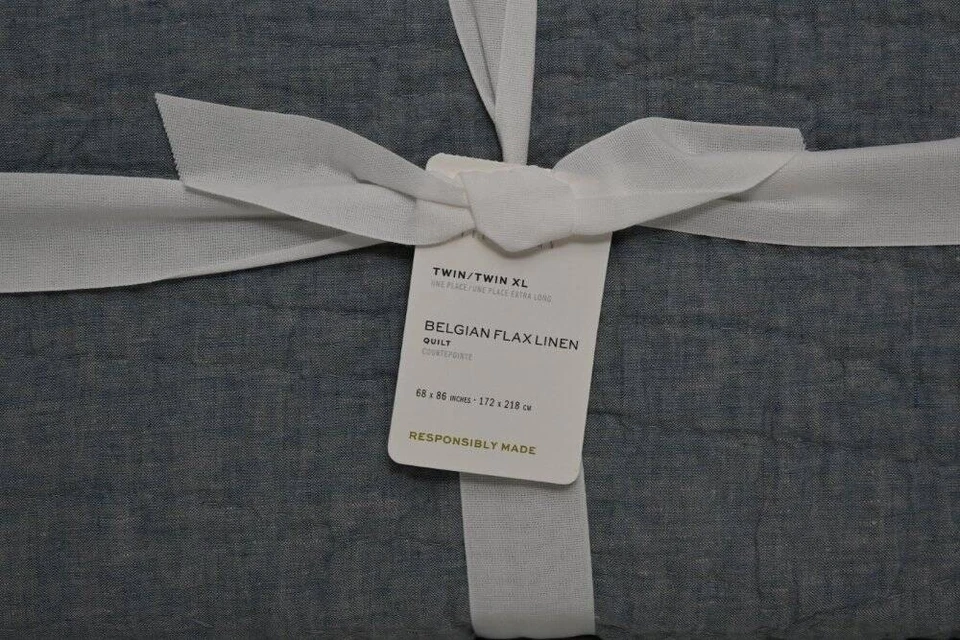 TWIN/TWIN XL
UNE PLACE/UNE PLACE EXTRA LONG
BELGIAN FLAX LINEN
QUILT
COURTEPOINTE
68 x 86 INCHES · 172 x 218 CM
RESPONSIBLY MADE